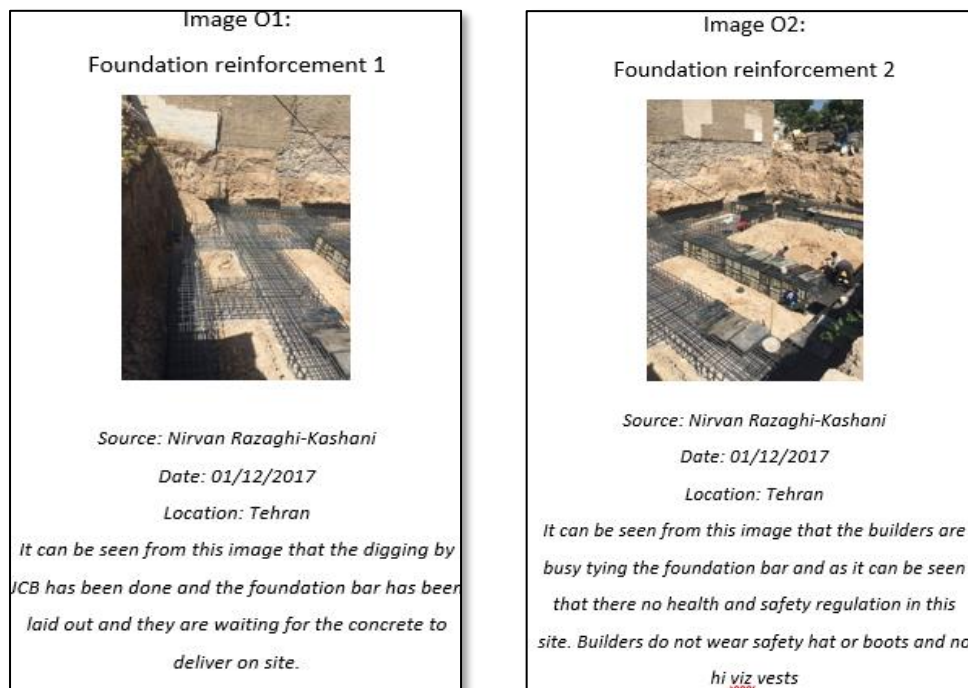 Image O1:
Foundation reinforcement 1
Source: Nirvan Razaghi-Kashani
Date: 01/12/2017
Location: Tehran
It can be seen from this image that the digging by
JCB has been done and the foundation bar has been
laid out and they are waiting for the concrete to
deliver on site.
Image O2:
Foundation reinforcement 2
Source: Nirvan Razaghi-Kashani
Date: 01/12/2017
Location: Tehran
It can be seen from this image that the builders are
busy tying the foundation bar and as it can be seen
that there no health and safety regulation in this
site. Builders do not wear safety hat or boots and no
hi viz vests